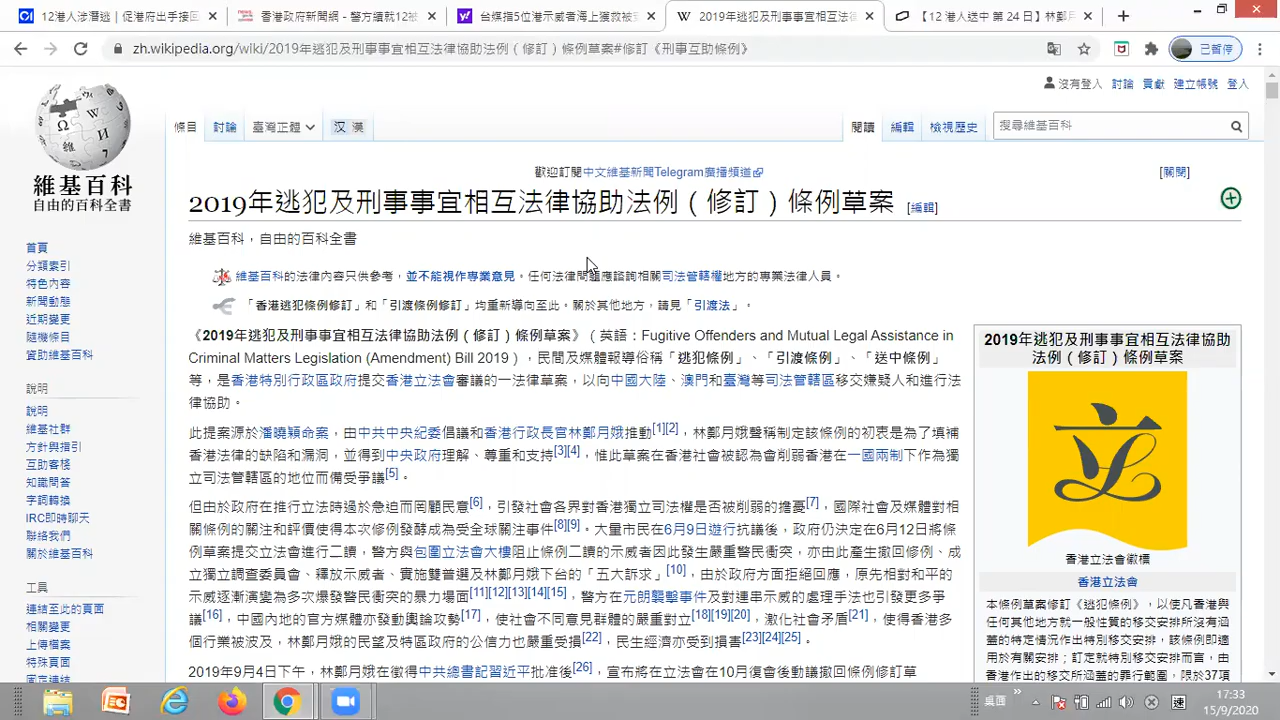 12港人涉潛逃｜促港府出手接回
香港政府新聞網 - 警方續就12被
台媒指5位港示威者海上獲救被安
2019年逃犯及刑事事宜相互法律
【12 港人送中 第 24 日】林鄭月
zh.wikipedia.org/wiki/2019年逃犯及刑事事宜相互法律協助法例（修訂）條例草案#修訂《刑事互助條例》
已暫停
沒有登入 討論 貢獻 建立帳號 登入
條目 討論 臺灣正體 汉 漢 閱讀 編輯 檢視歷史 搜尋維基百科
維基百科
自由的百科全書
歡迎訂閱中文維基新聞Telegram廣播頻道 [關閉]
2019年逃犯及刑事事宜相互法律協助法例（修訂）條例草案 [編輯]
維基百科，自由的百科全書
維基百科的法律內容只供參考，並不能視作專業意見。任何法律問題應諮詢相關司法管轄權地方的專業法律人員。
「香港逃犯條例修訂」和「引渡條例修訂」均重新導向至此。關於其他地方，請見「引渡法」。
《2019年逃犯及刑事事宜相互法律協助法例（修訂）條例草案》（英語：Fugitive Offenders and Mutual Legal Assistance in
Criminal Matters Legislation (Amendment) Bill 2019），民間及媒體報導俗稱「逃犯條例」、「引渡條例」、「送中條例」
等，是香港特別行政區政府提交香港立法會審議的一法律草案，以向中國大陸、澳門和臺灣等司法管轄區移交嫌疑人和進行法
律協助。
此提案源於潘曉穎命案，由中共中央紀委倡議和香港行政長官林鄭月娥推動[1][2]，林鄭月娥聲稱制定該條例的初衷是為了填補
香港法律的缺陷和漏洞，並得到中央政府理解、尊重和支持[3][4]，惟此草案在香港社會被認為會削弱香港在一國兩制下作為獨
立司法管轄區的地位而備受爭議[5]。
但由於政府在推行立法時過於急迫而罔顧民意[6]，引發社會各界對香港獨立司法權是否被削弱的擔憂[7]，國際社會及媒體對相
關條例的關注和評價使得本次修例發酵成為受全球關注事件[8][9]。大量市民在6月9日遊行抗議後，政府仍決定在6月12日將條
例草案提交立法會進行二讀，警方與包圍立法會大樓阻止條例二讀的示威者因此發生嚴重警民衝突，亦由此產生撤回修例、成
立獨立調查委員會、釋放示威者、實施雙普選及林鄭月娥下台的「五大訴求」[10]，由於政府方面拒絕回應，原先相對和平的
示威逐漸演變為多次爆發警民衝突的暴力場面[11][12][13][14][15]，警方在元朗襲擊事件及對連串示威的處理手法也引發更多爭
議[16]，中國內地的官方媒體亦發動輿論攻勢[17]，使社會不同意見群體的嚴重對立[18][19][20]，激化社會矛盾[21]，使得香港多
個行業被波及，林鄭月娥的民望及特區政府的公信力也嚴重受損[22]，民生經濟亦受到損害[23][24][25]。
2019年9月4日下午，林鄭月娥在徵得中共總書記習近平批准後[26]，宣布將在立法會在10月復會後動議撤回條例修訂草
2019年逃犯及刑事事宜相互法律協助
法例（修訂）條例草案
香港立法會徽標
香港立法會
本條例草案修訂《逃犯條例》，以使凡香港與
任何其他地方就一般性質的移交安排所沒有涵
蓋的特定情況作出特別移交安排，該條例即適
用於有關安排；訂定就特別移交安排而言，由
香港作出的移交所涵蓋的罪行範圍，限於37項
首頁
分類索引
特色內容
新聞動態
近期變更
隨機條目
贊助維基百科
說明
說明
維基社群
方針與指引
互助客棧
知識問答
字詞轉換
IRC即時聊天
聯絡我們
關於維基百科
工具
連結至此的頁面
相關變更
上傳檔案
特殊頁面
固定連結
桌面
速
17:33
15/9/2020